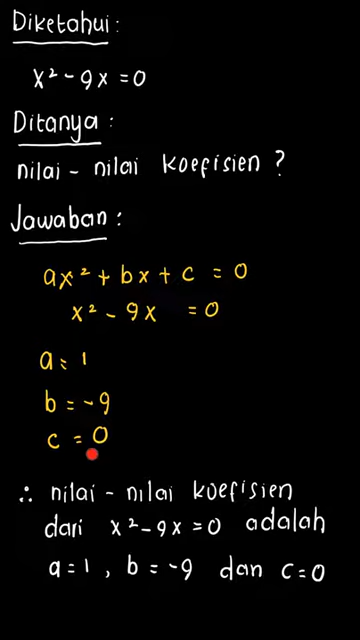 Diketahui:
x² - 9x = 0
Ditanya:
nilai - nilai koefisien ?
Jawaban:
ax² + bx + c = 0
x² - 9x = 0
a = 1
b = -9
c = 0
∴ nilai - nilai koefisien
dari x² - 9x = 0 adalah
a = 1 , b = -9 dan c = 0